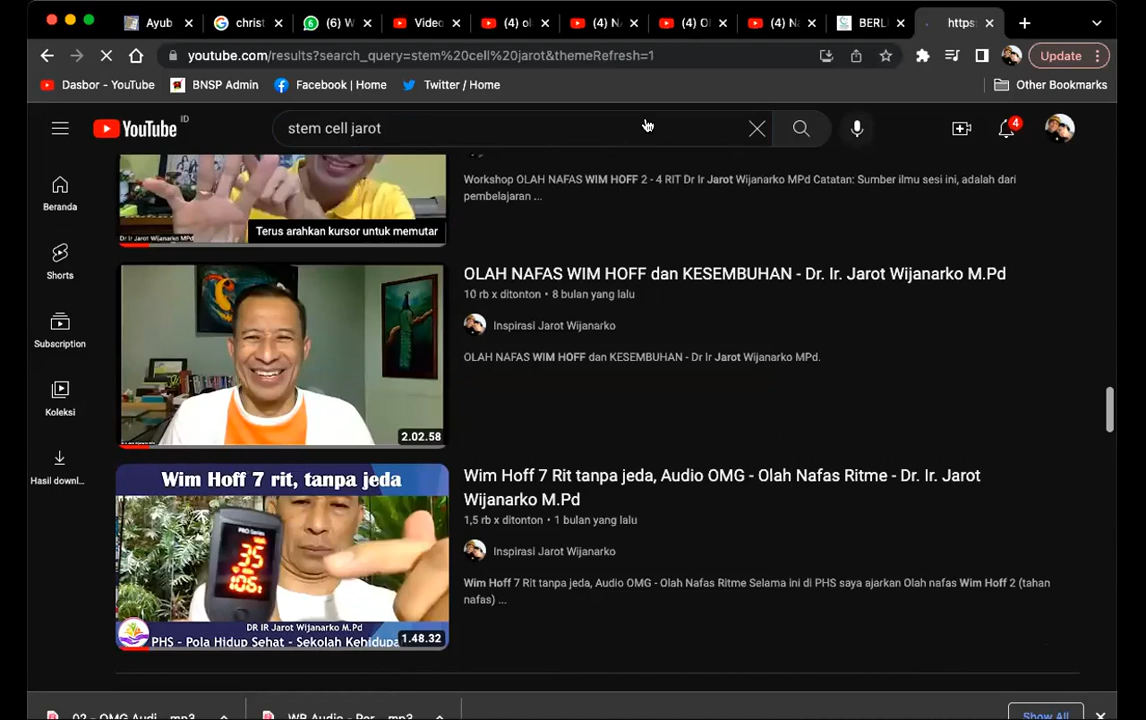 Ayub
christ
(6) W
Video
(4) ol
(4) N
(4) O
(4) Na
BERL
https
youtube.com/results?search_query=stem%20cell%20jarot&themeRefresh=1
Update
Dasbor - YouTube
BNSP Admin
Facebook | Home
Twitter / Home
Other Bookmarks
YouTube ID
stem cell jarot
4
Beranda
Shorts
Subscription
Koleksi
Hasil downl...
Terus arahkan kursor untuk memutar
Dr Ir Jarot Wijanarko MPd
Workshop OLAH NAFAS WIM HOFF 2 - 4 RIT Dr Ir Jarot Wijanarko MPd Catatan: Sumber ilmu sesi ini, adalah dari
pembelajaran ...
2.02.58
OLAH NAFAS WIM HOFF dan KESEMBUHAN - Dr. Ir. Jarot Wijanarko M.Pd
10 rb x ditonton • 8 bulan yang lalu
Inspirasi Jarot Wijanarko
OLAH NAFAS WIM HOFF dan KESEMBUHAN - Dr Ir Jarot Wijanarko MPd.
Wim Hoff 7 rit, tanpa jeda
PRO Series
35
106
DR IR Jarot Wijanarko M.Pd
PHS - Pola Hidup Sehat - Sekolah Kehidupa
1.48.32
Wim Hoff 7 Rit tanpa jeda, Audio OMG - Olah Nafas Ritme - Dr. Ir. Jarot
Wijanarko M.Pd
1,5 rb x ditonton • 1 bulan yang lalu
Inspirasi Jarot Wijanarko
Wim Hoff 7 Rit tanpa jeda, Audio OMG - Olah Nafas Ritme Selama ini di PHS saya ajarkan Olah nafas Wim Hoff 2 (tahan
nafas) ...
02 - OMG Audi....mp3
WB Audio - Per....mp3
Show All